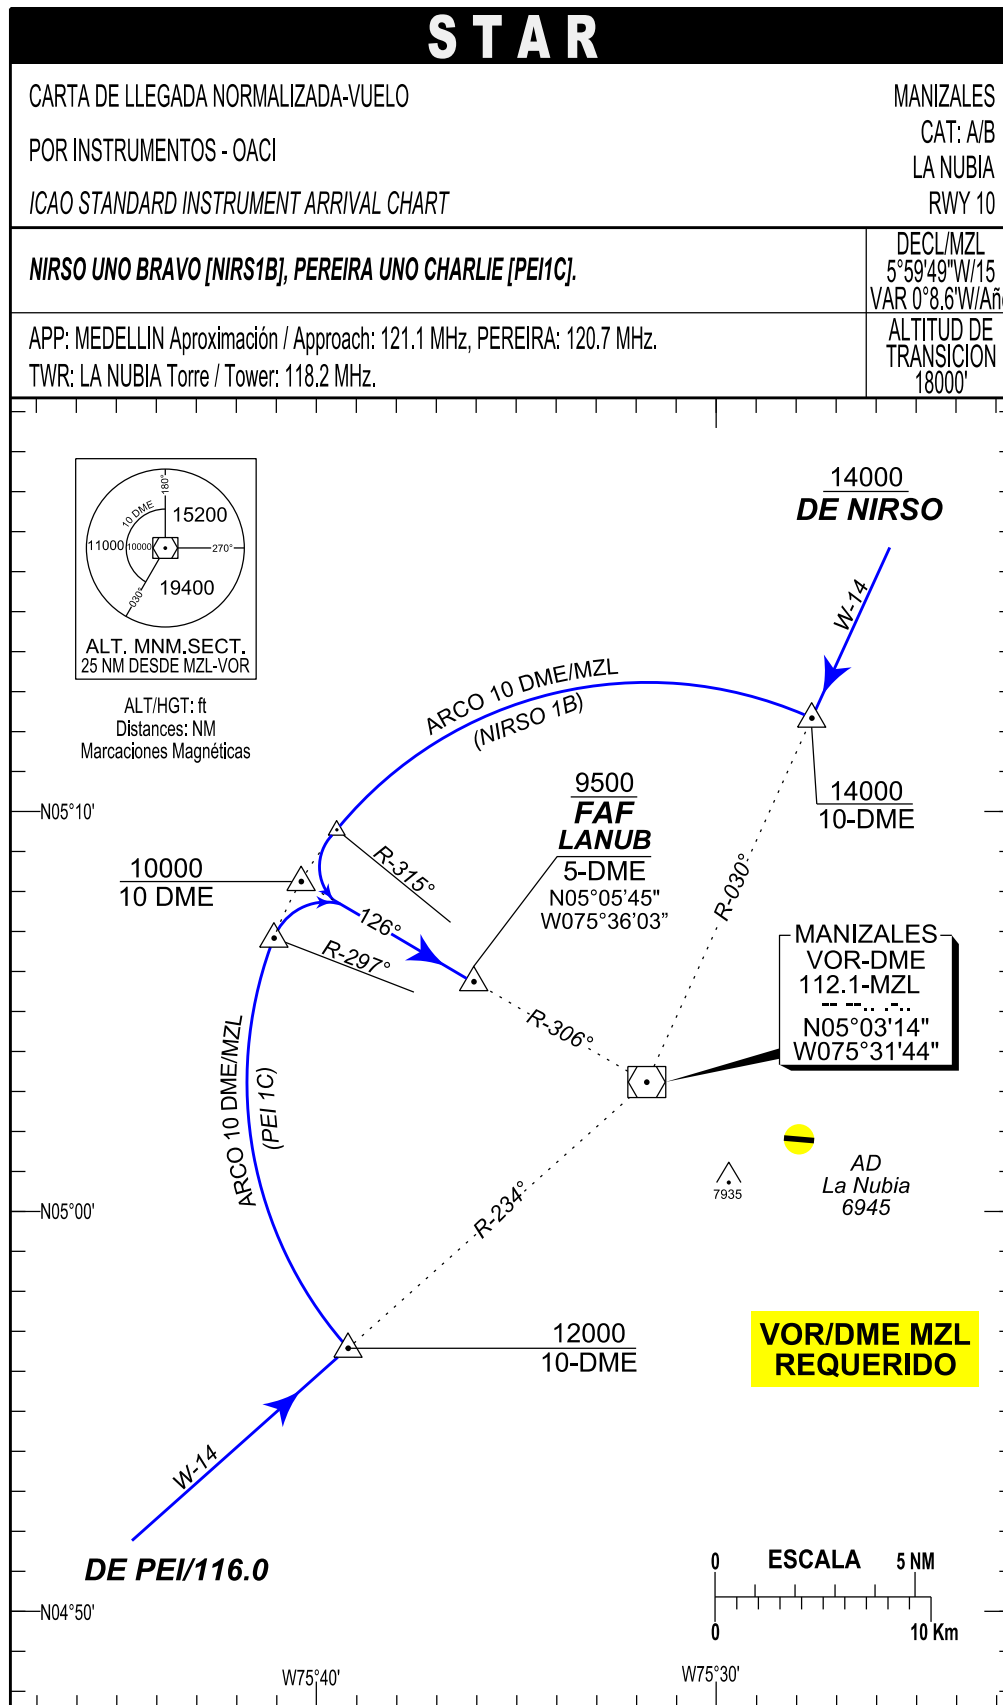 STAR
CARTA DE LLEGADA NORMALIZADA-VUELO
POR INSTRUMENTOS - OACI
ICAO STANDARD INSTRUMENT ARRIVAL CHART
MANIZALES
CAT: A/B
LA NUBIA
RWY 10
NIRSO UNO BRAVO [NIRS1B], PEREIRA UNO CHARLIE [PEI1C].
DECL/MZL
5°59'49"W/15
VAR 0°8.6'W/Año
APP: MEDELLIN Aproximación / Approach: 121.1 MHz, PEREIRA: 120.7 MHz.
TWR: LA NUBIA Torre / Tower: 118.2 MHz.
ALTITUD DE
TRANSICION
18000'
180°
10 DME
15200
11000
10000
270°
030°
19400
ALT. MNM.SECT.
25 NM DESDE MZL-VOR
ALT/HGT: ft
Distances: NM
Marcaciones Magnéticas
14000
DE NIRSO
W-14
ARCO 10 DME/MZL
(NIRSO 1B)
14000
10-DME
N05°10'
9500
FAF
LANUB
5-DME
N05°05'45"
W075°36'03"
10000
10 DME
R-315°
R-030°
126°
R-297°
R-306°
MANIZALES
VOR-DME
112.1-MZL
-- --.. .-..
N05°03'14"
W075°31'44"
ARCO 10 DME/MZL
(PEI 1C)
7935
AD
La Nubia
6945
R-234°
N05°00'
12000
10-DME
VOR/DME MZL
REQUERIDO
W-14
DE PEI/116.0
0 ESCALA 5 NM
0 10 Km
N04°50'
W75°40'
W75°30'